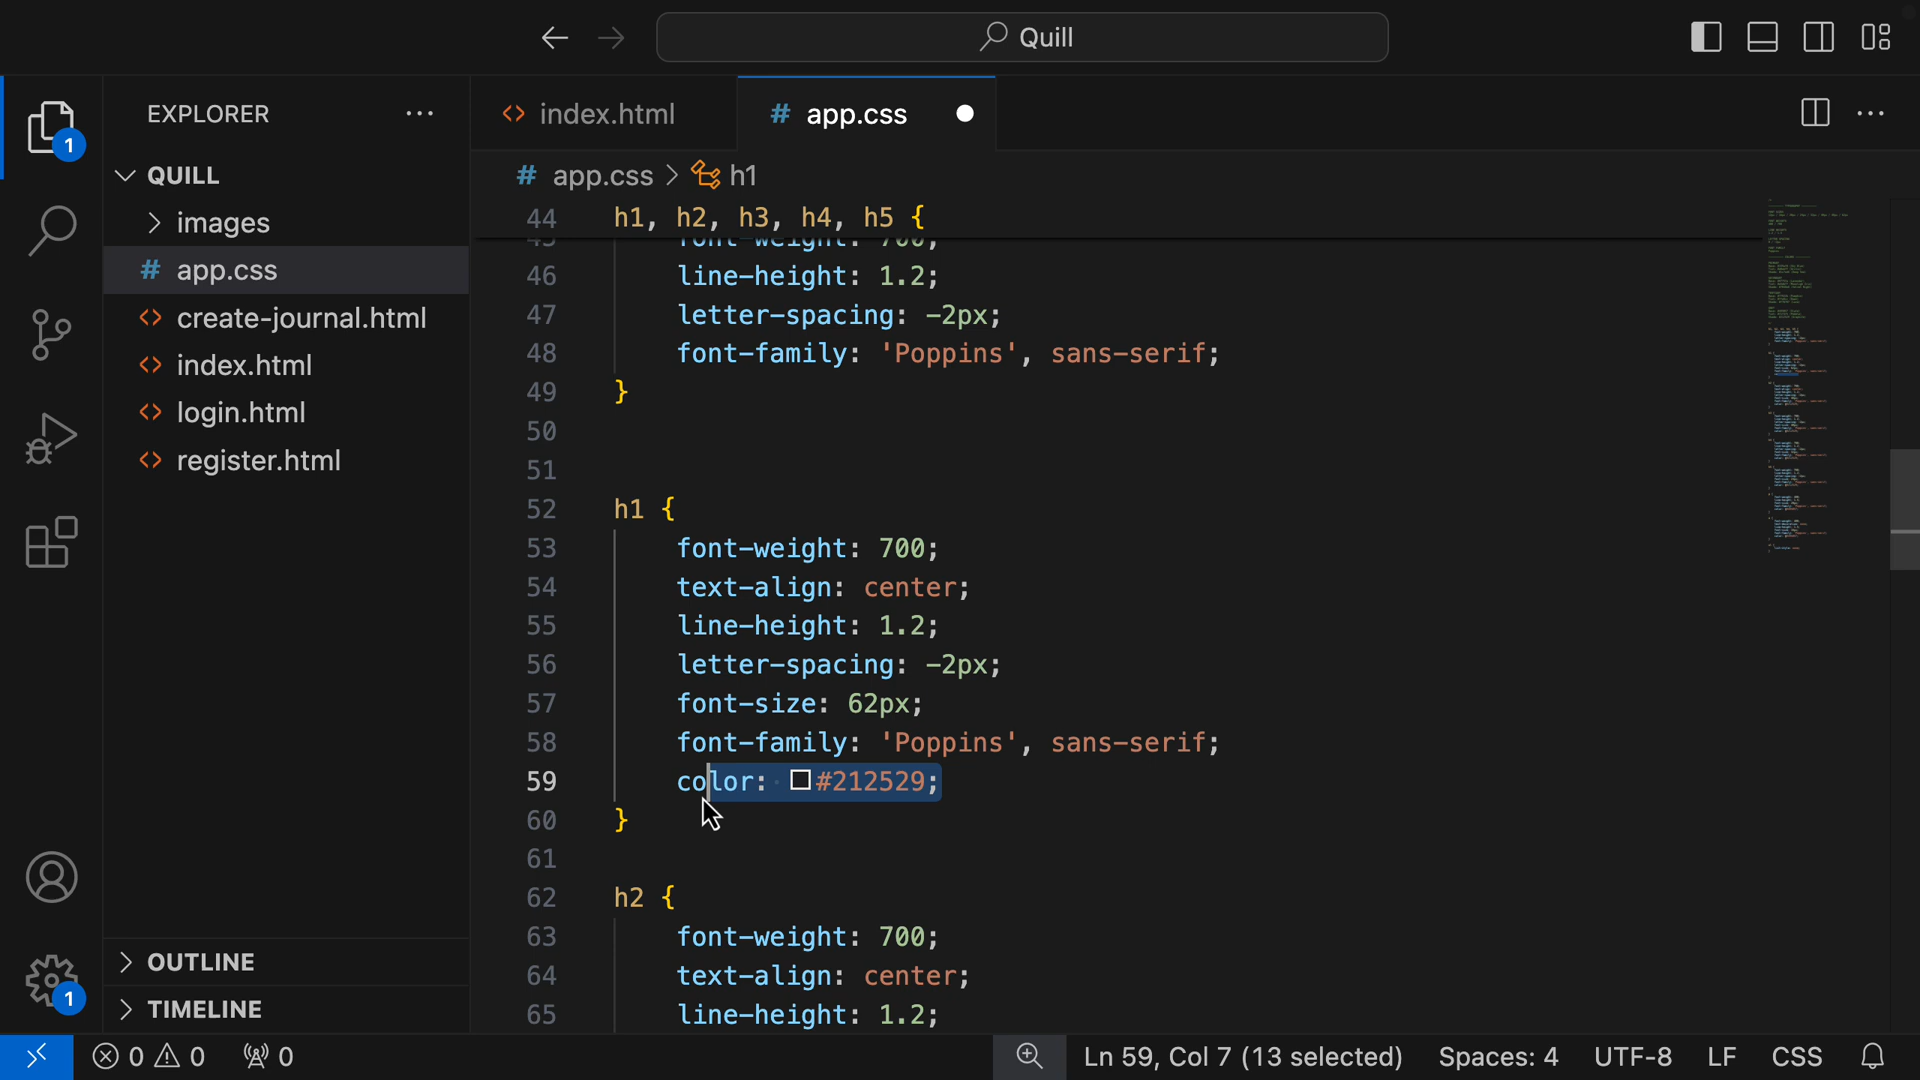 Quill
EXPLORER
index.html
app.css
1
QUILL
app.css
h1
images
app.css
create-journal.html
index.html
login.html
register.html
44 h1, h2, h3, h4, h5 {
45 font-weight: 700;
46 line-height: 1.2;
47 letter-spacing: -2px;
48 font-family: 'Poppins', sans-serif;
49 }
50
51
52 h1 {
53 font-weight: 700;
54 text-align: center;
55 line-height: 1.2;
56 letter-spacing: -2px;
57 font-size: 62px;
58 font-family: 'Poppins', sans-serif;
59 color: #212529;
60 }
61
62 h2 {
63 font-weight: 700;
64 text-align: center;
65 line-height: 1.2;
OUTLINE
1
TIMELINE
0 0 0
Ln 59, Col 7 (13 selected) Spaces: 4 UTF-8 LF CSS